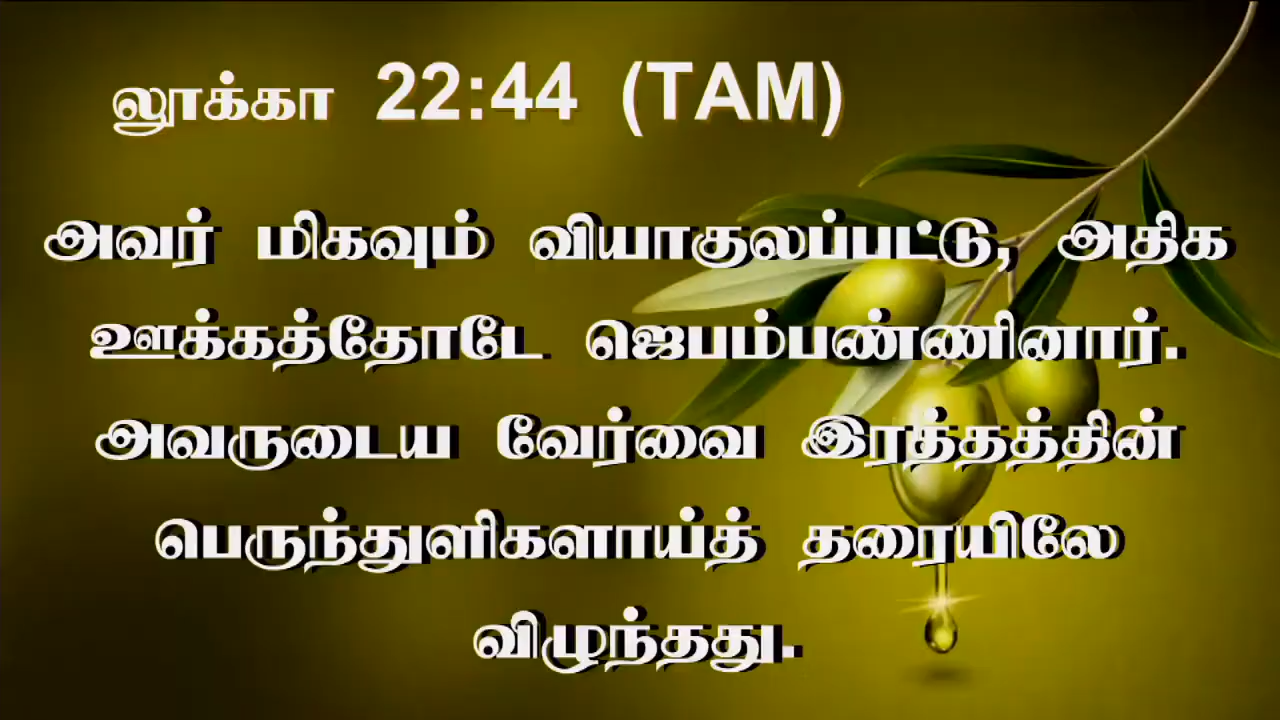 லூக்கா 22:44 (TAM)
அவர் மிகவும் வியாகுலப்பட்டு, அதிக
ஊக்கத்தோடே ஜெபம்பண்ணினார்.
அவருடைய வேர்வை இரத்தத்தின்
பெருந்துளிகளாய்த் தரையிலே
விழுந்தது.